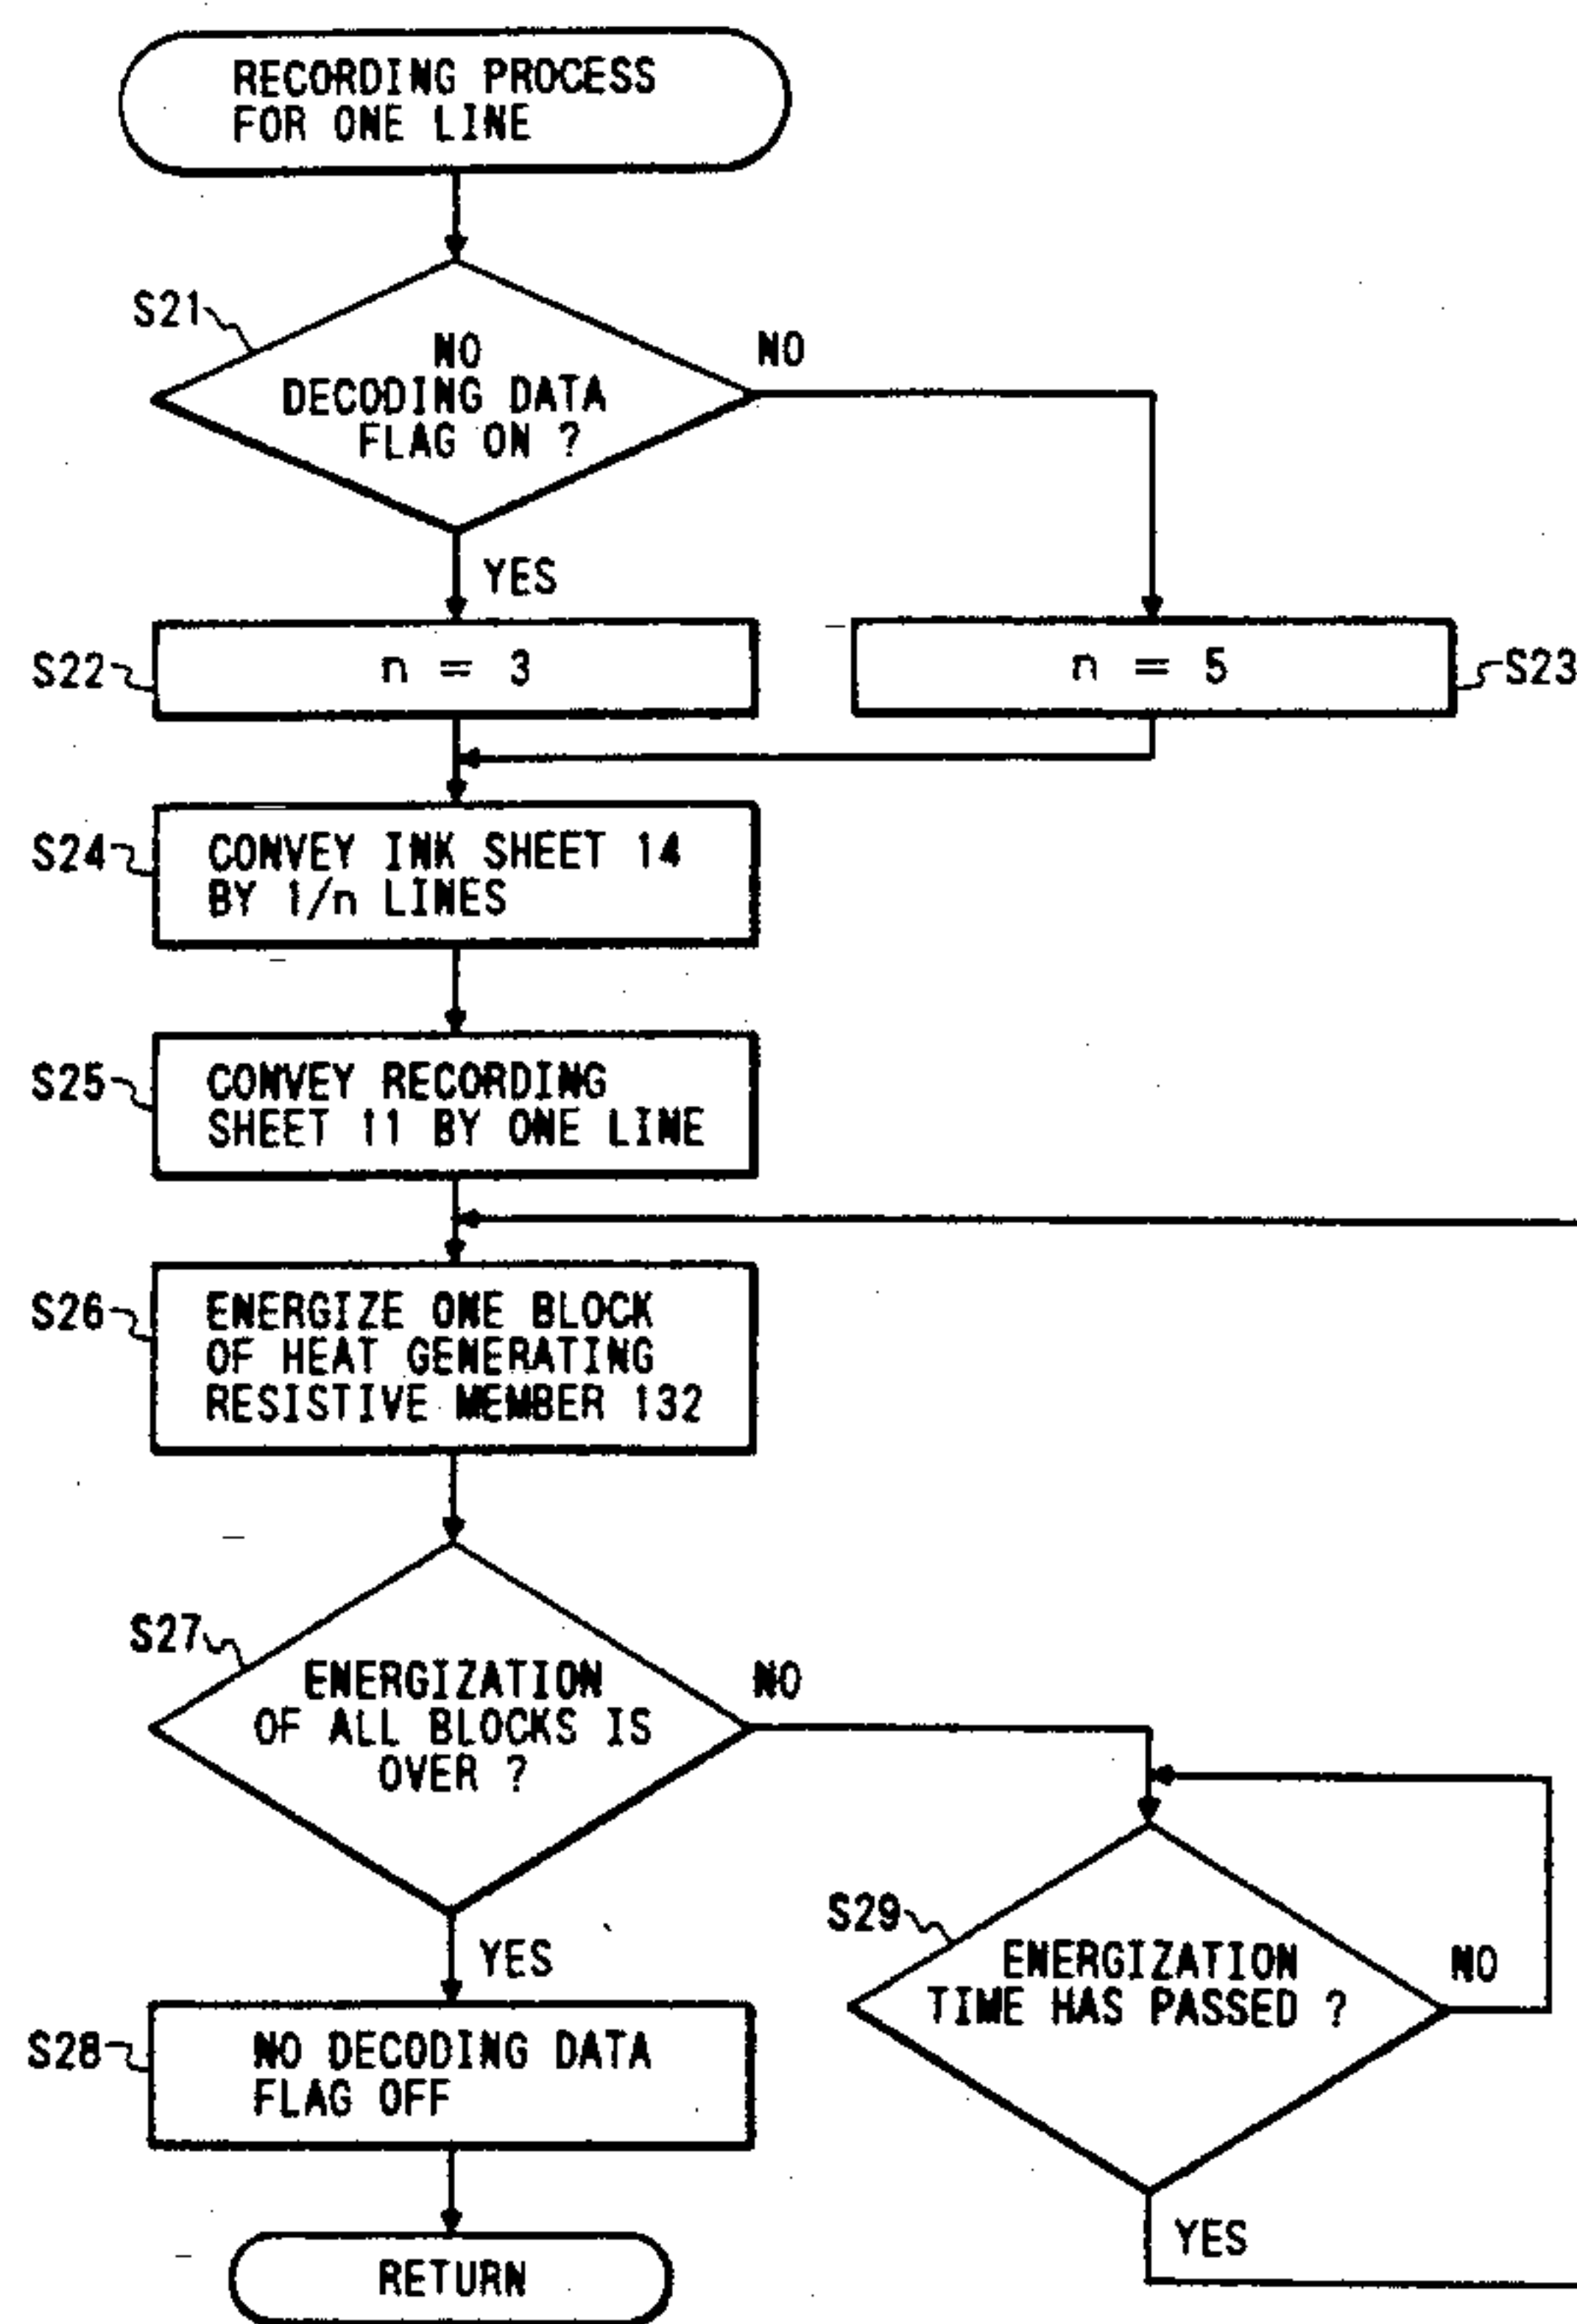 RECORDING PROCESS
FOR ONE LINE
S21
NO
DECODING DATA
FLAG ON ?
NO
YES
S22
n = 3
n = 5
S23
S24
CONVEY INK SHEET 14
BY 1/n LINES
S25
CONVEY RECORDING
SHEET 11 BY ONE LINE
S26
ENERGIZE ONE BLOCK
OF HEAT GENERATING
RESISTIVE MEMBER 132
S27
ENERGIZATION
OF ALL BLOCKS IS
OVER ?
NO
YES
S29
ENERGIZATION
TIME HAS PASSED ?
NO
YES
S28
NO DECODING DATA
FLAG OFF
RETURN